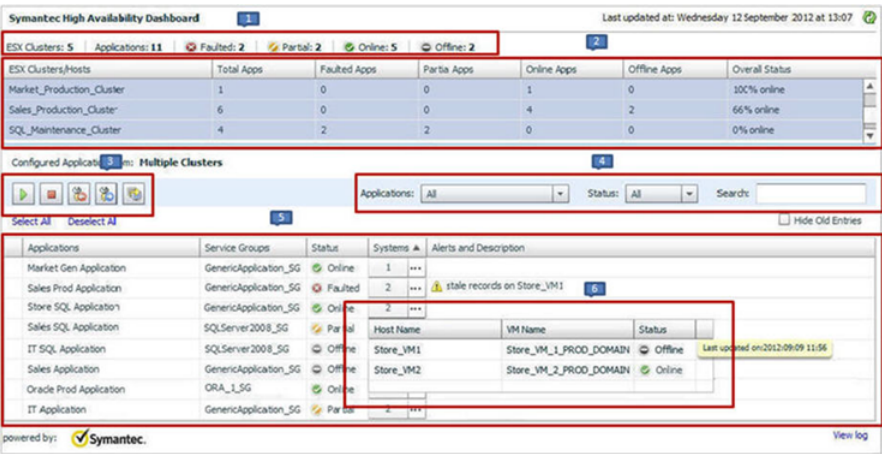 Symantec High Availability Dashboard 1 Last updated at: Wednesday 12 September 2012 at 13:07
ESX Clusters: 5 Applications: 11 Faulted: 2 Partial: 2 Online: 5 Offline: 2 2
ESX Clusters/Hosts Total Apps Faulted Apps Partia Apps Online Apps Offline Apps Overall Status
Market_Production_Cluster 1 0 0 1 0 100% online
Sales_Production_Cluster 6 0 0 4 2 66% online
SQL_Maintenance_Cluster 4 2 2 0 0 0% online
Configured Applicatio 3 m: Multiple Clusters 4
Applications: All Status: All Search:
Select All Deselect All 5 Hide Old Entries
Applications Service Groups Status Systems Alerts and Description
Market Gen Application GenericApplication_SG Online 1 ...
Sales Prod Application GenericApplication_SG Faulted 2 ... stale records on Store_VM1 6
Store SQL Application GenericApplication_SG Online 2 ...
Sales SQL Application SQLServer2008_SG Partial Host Name VM Name Status
IT SQL Application SQLServer2008_SG Offline Store_VM1 Store_VM_1_PROD_DOMAIN Offline Last updated on:2012:09:09 11:56
Sales Application GenericApplication_SG Offline Store_VM2 Store_VM_2_PROD_DOMAIN Online
Oracle Prod Application ORA_1_SG Online
IT Application GenericApplication_SG Partial 2 ...
powered by: Symantec. View log